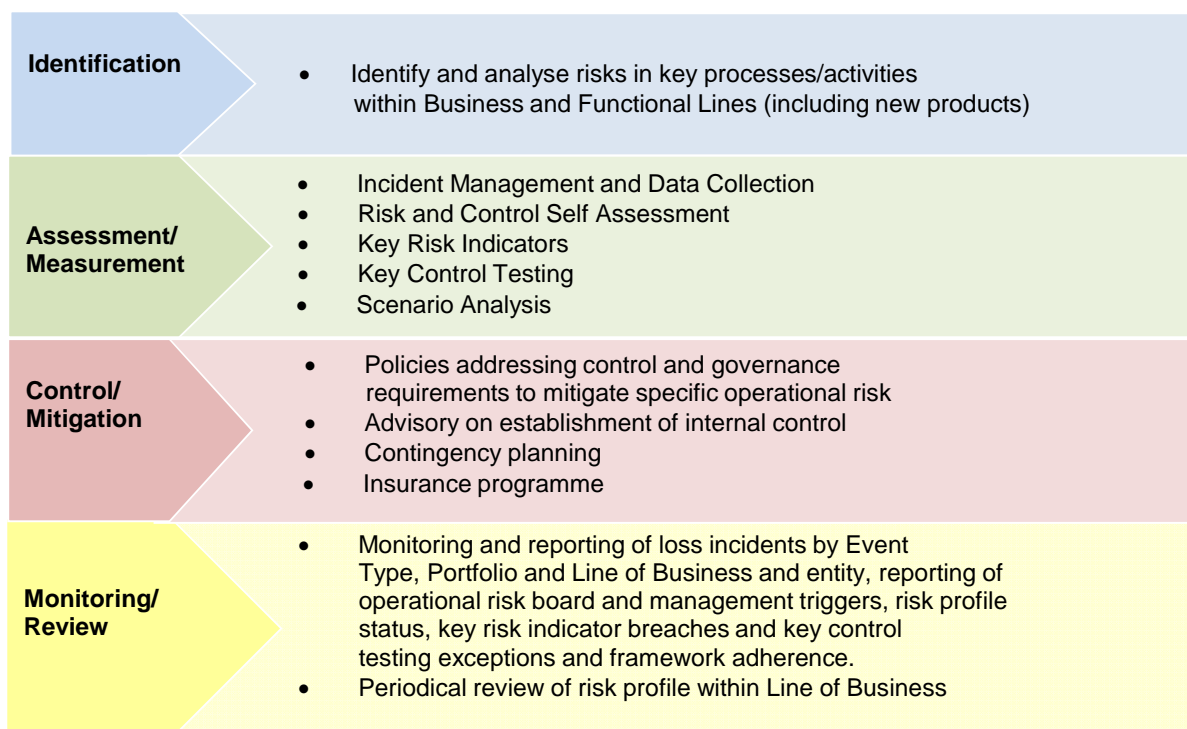 Identification
• Identify and analyse risks in key processes/activities
within Business and Functional Lines (including new products)
Assessment/
Measurement
• Incident Management and Data Collection
• Risk and Control Self Assessment
• Key Risk Indicators
• Key Control Testing
• Scenario Analysis
Control/
Mitigation
• Policies addressing control and governance
requirements to mitigate specific operational risk
• Advisory on establishment of internal control
• Contingency planning
• Insurance programme
Monitoring/
Review
• Monitoring and reporting of loss incidents by Event
Type, Portfolio and Line of Business and entity, reporting of
operational risk board and management triggers, risk profile
status, key risk indicator breaches and key control
testing exceptions and framework adherence.
• Periodical review of risk profile within Line of Business